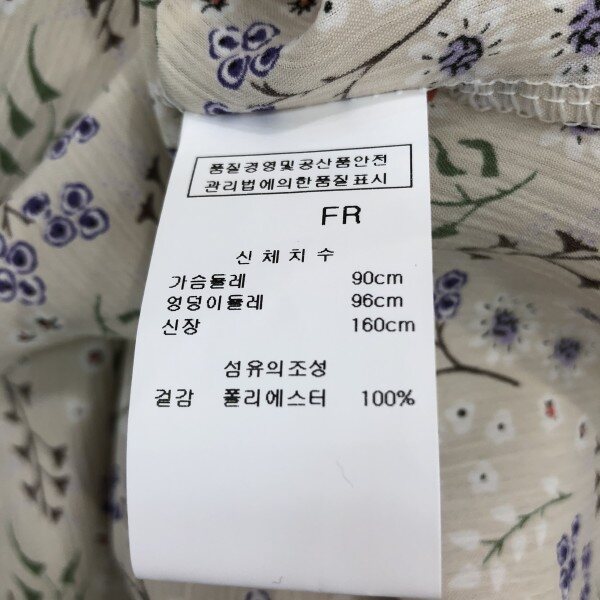 품질경영및공산품안전
관리법에의한품질표시
FR
신체치수
가슴둘레 90cm
엉덩이둘레 96cm
신장 160cm
섬유의조성
겉감 폴리에스터 100%